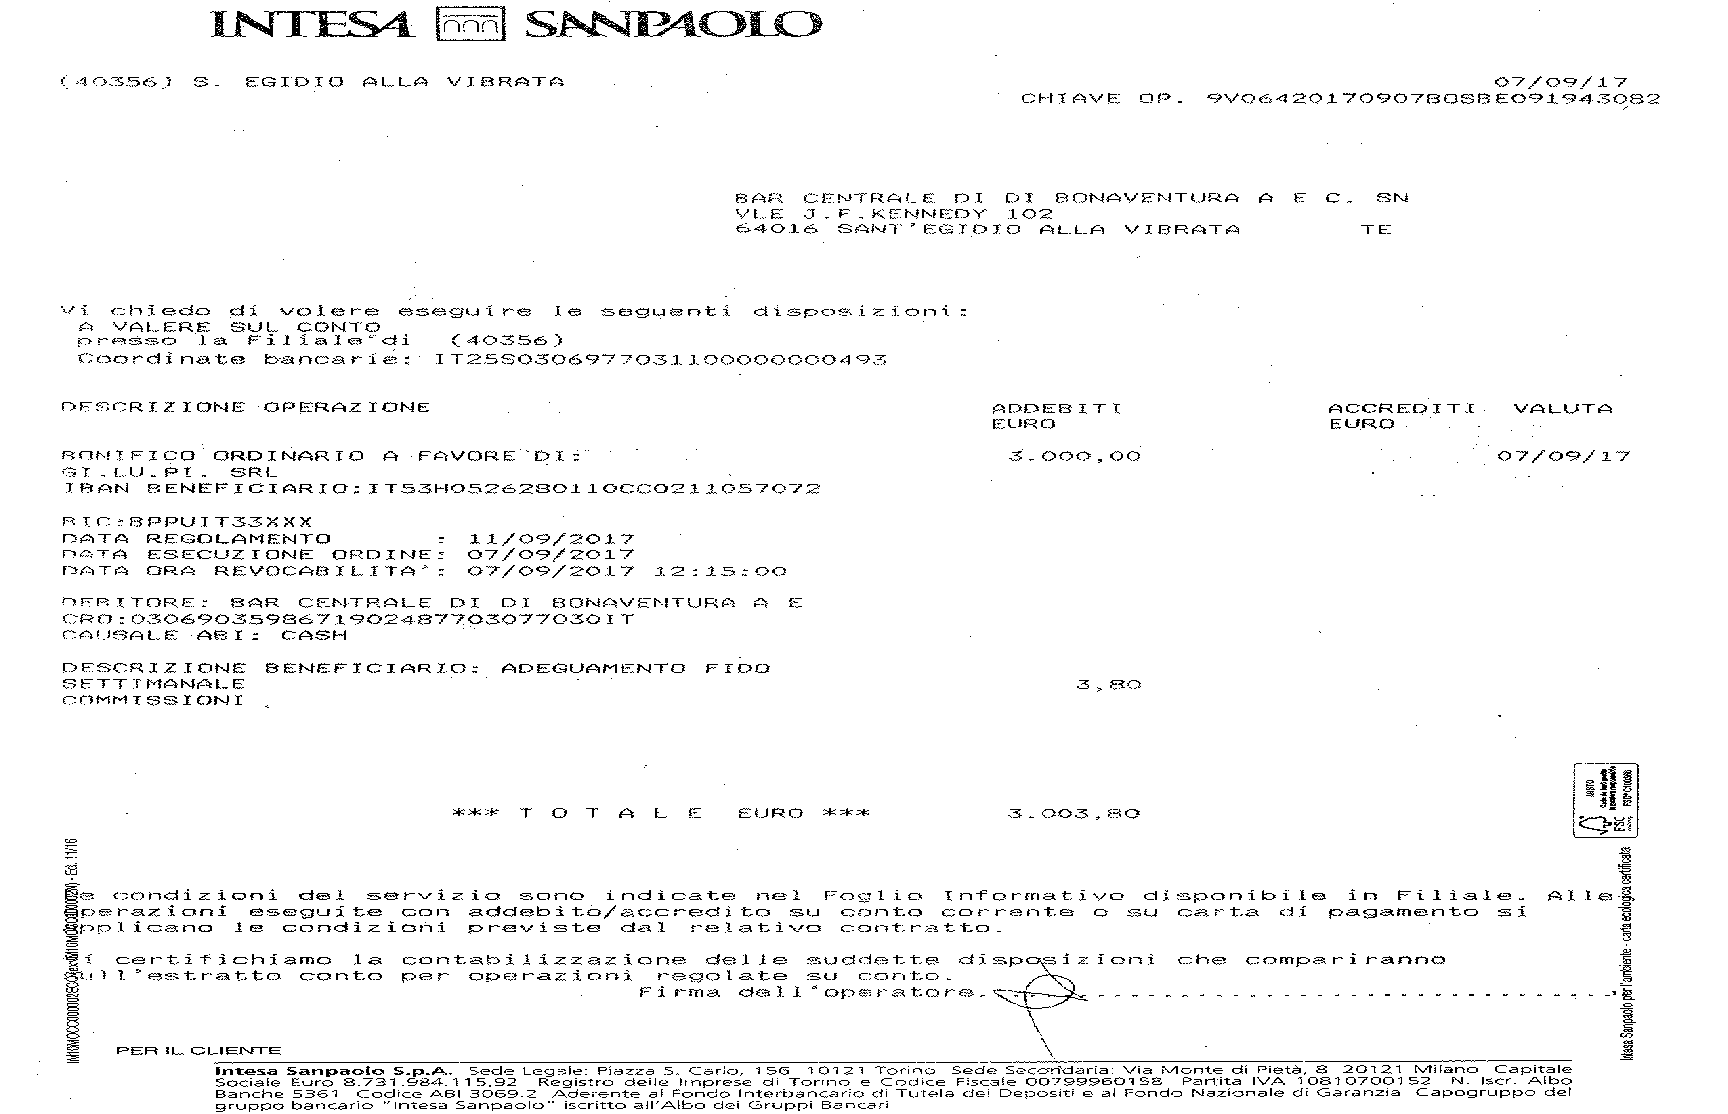 INTESA SANPAOLO
(40356) S. EGIDIO ALLA VIBRATA 07/09/17
CHIAVE OP. 9V06420170907BOSBE091943082
BAR CENTRALE DI DI BONAVENTURA A E C. SN
VLE J.F.KENNEDY 102
64016 SANT'EGIDIO ALLA VIBRATA TE
Vi chiedo di volere eseguire le seguenti disposizioni:
A VALERE SUL CONTO
presso la Filiale di (40356)
Coordinate bancarie: IT25S0306977031100000000493
DESCRIZIONE OPERAZIONE ADDEBITI ACCREDITI VALUTA
EURO EURO
BONIFICO ORDINARIO A FAVORE DI: 3.000,00 07/09/17
GI.LU.PI. SRL
IBAN BENEFICIARIO:IT53H0526280110CC0211057072
BIC:BPPUIT33XXX
DATA REGOLAMENTO : 11/09/2017
DATA ESECUZIONE ORDINE: 07/09/2017
DATA ORA REVOCABILITA': 07/09/2017 12:15:00
DEBITORE: BAR CENTRALE DI DI BONAVENTURA A E
CRO:0306903598671902487703077030IT
CAUSALE ABI: CASH
DESCRIZIONE BENEFICIARIO: ADEGUAMENTO FIDO
SETTIMANALE 3,80
COMMISSIONI
*** T O T A L E EURO *** 3.003,80
e condizioni del servizio sono indicate nel Foglio Informativo disponibile in Filiale. Alle
perazioni eseguite con addebito/accredito su conto corrente o su carta di pagamento si
pplicano le condizioni previste dal relativo contratto.
i certifichiamo la contabilizzazione delle suddette disposizioni che compariranno
ull'estratto conto per operazioni regolate su conto.
Firma dell'operatore
PER IL CLIENTE
Intesa Sanpaolo S.p.A. Sede Legale: Piazza S. Carlo, 156 10121 Torino Sede Secondaria: Via Monte di Pietà, 8 20121 Milano Capitale
Sociale Euro 8.731.984.115,92 Registro delle Imprese di Torino e Codice Fiscale 00799960158 Partita IVA 10810700152 N. Iscr. Albo
Banche 5361 Codice ABI 3069.2 Aderente al Fondo Interbancario di Tutela dei Depositi e al Fondo Nazionale di Garanzia Capogruppo del
gruppo bancario "Intesa Sanpaolo" iscritto all'Albo dei Gruppi Bancari
Ed. 11/16
MISTO
FSC
Intesa Sanpaolo per l'ambiente - carta ecologica certificata